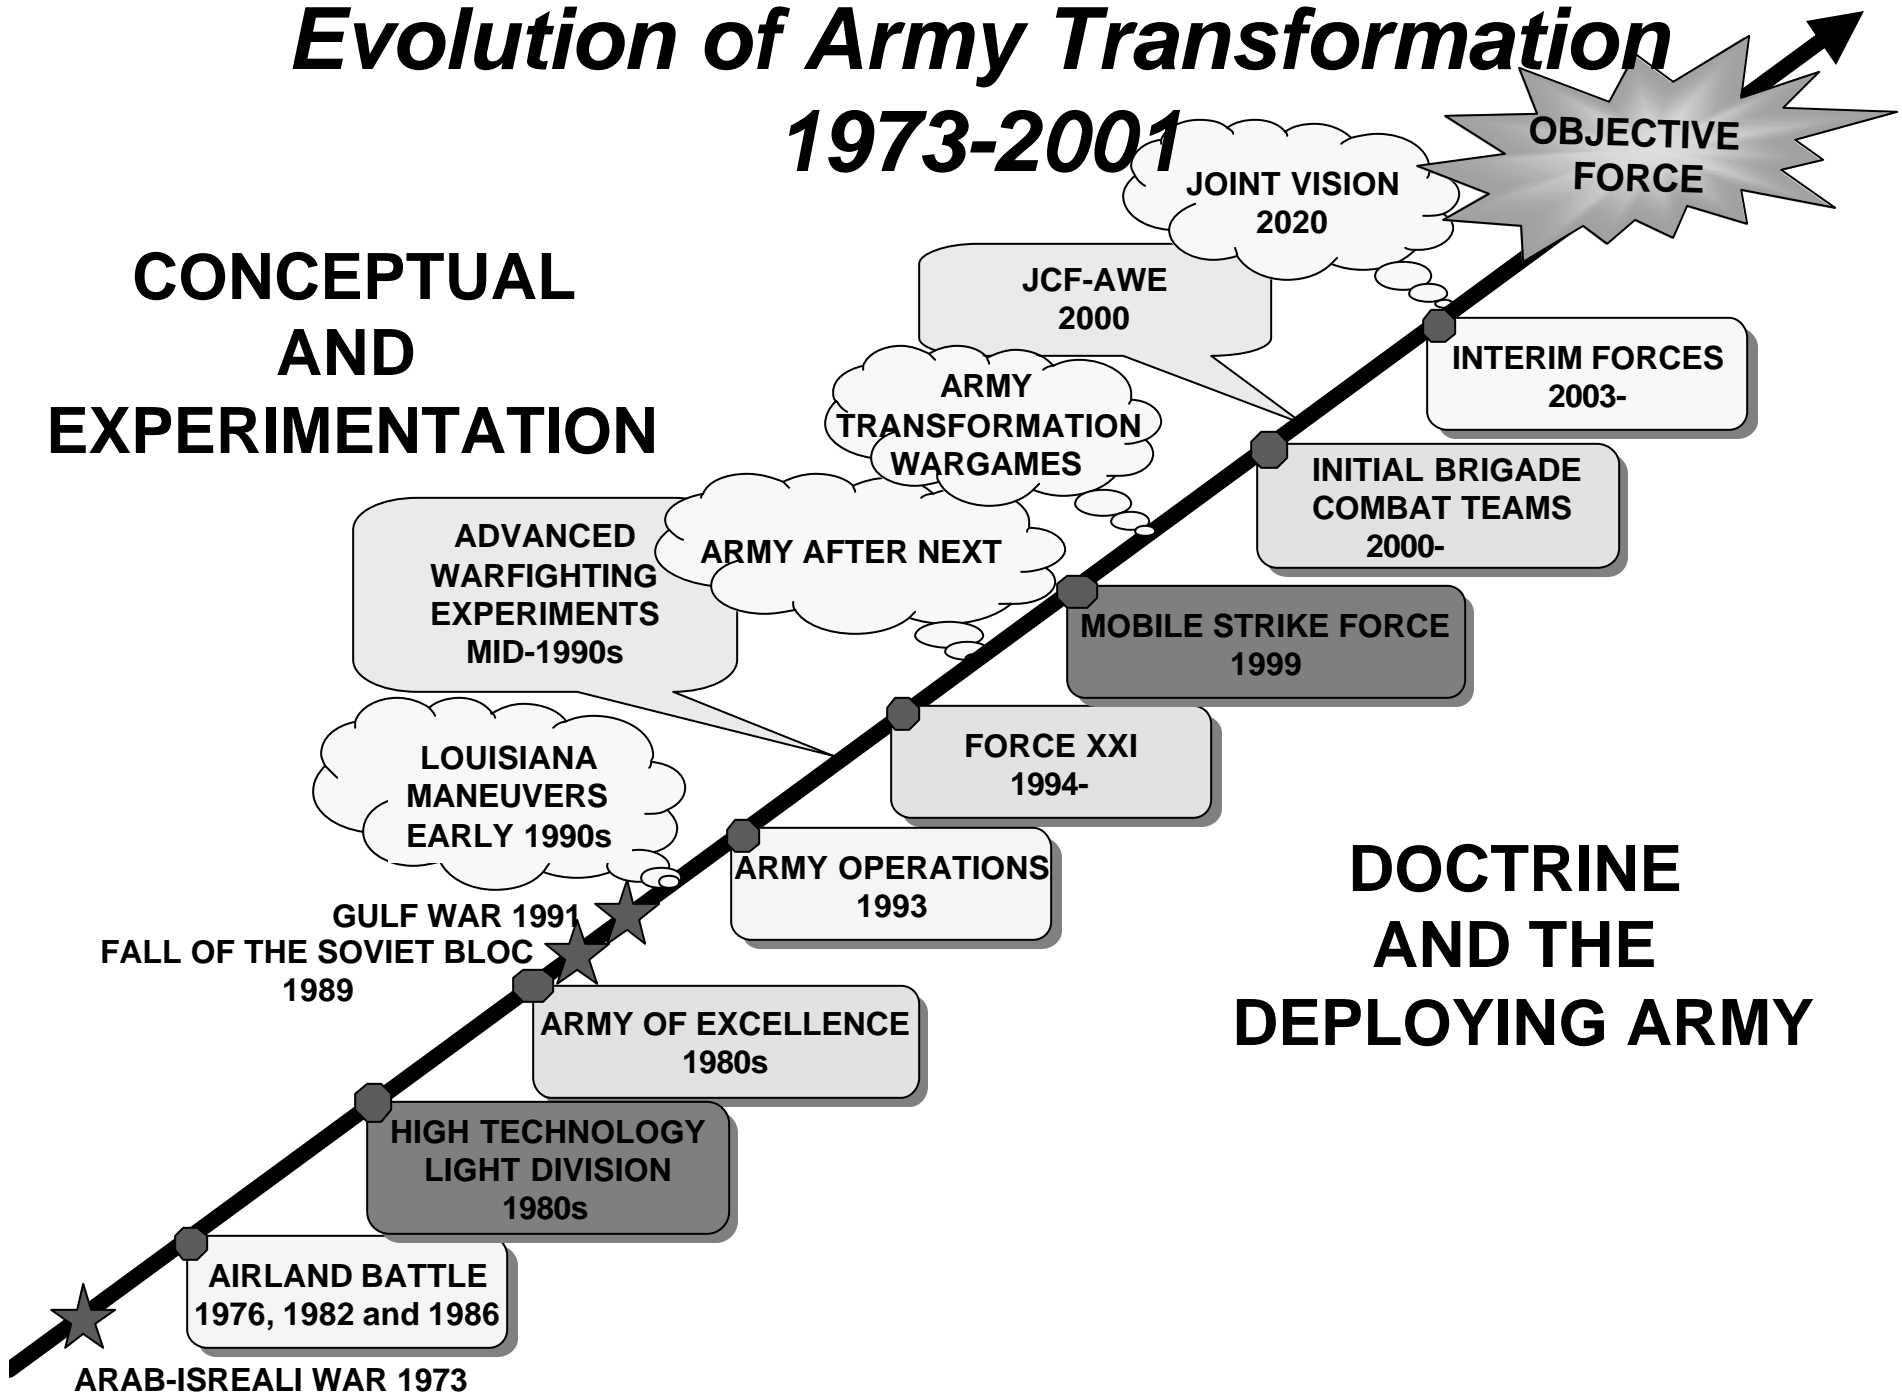 Evolution of Army Transformation
1973-2001
OBJECTIVE
FORCE
JOINT VISION
2020
CONCEPTUAL
AND
EXPERIMENTATION
JCF-AWE
2000
INTERIM FORCES
2003-
ARMY
TRANSFORMATION
WARGAMES
INITIAL BRIGADE
COMBAT TEAMS
2000-
ADVANCED
WARFIGHTING
EXPERIMENTS
MID-1990s
ARMY AFTER NEXT
MOBILE STRIKE FORCE
1999
LOUISIANA
MANEUVERS
EARLY 1990s
FORCE XXI
1994-
ARMY OPERATIONS
1993
DOCTRINE
AND THE
DEPLOYING ARMY
GULF WAR 1991
FALL OF THE SOVIET BLOC
1989
ARMY OF EXCELLENCE
1980s
HIGH TECHNOLOGY
LIGHT DIVISION
1980s
AIRLAND BATTLE
1976, 1982 and 1986
ARAB-ISREALI WAR 1973